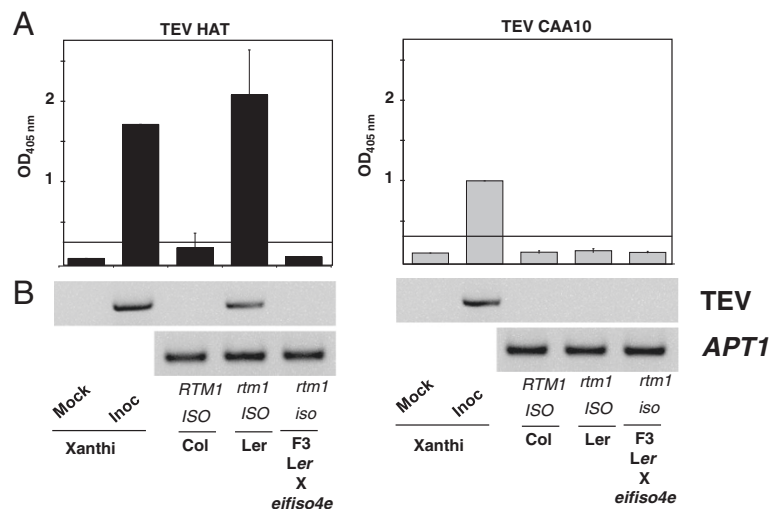 A
TEV HAT
TEV CAA10
OD405 nm
2
1
OD405 nm
2
1
B
TEV
APT1
Mock
Inoc
Xanthi
RTM1
ISO
Col
rtm1
ISO
Ler
rtm1
iso
F3
Ler
X
eifiso4e
Mock
Inoc
Xanthi
RTM1
ISO
Col
rtm1
ISO
Ler
rtm1
iso
F3
Ler
X
eifiso4e